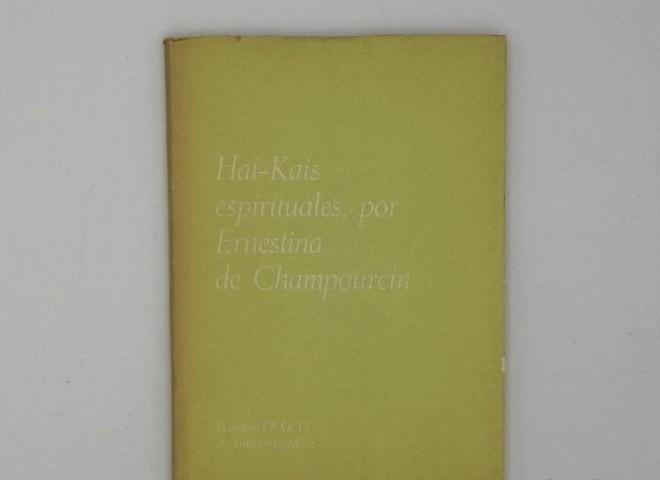 Hai-Kais
espirituales, por
Ernestina
de Champourcin